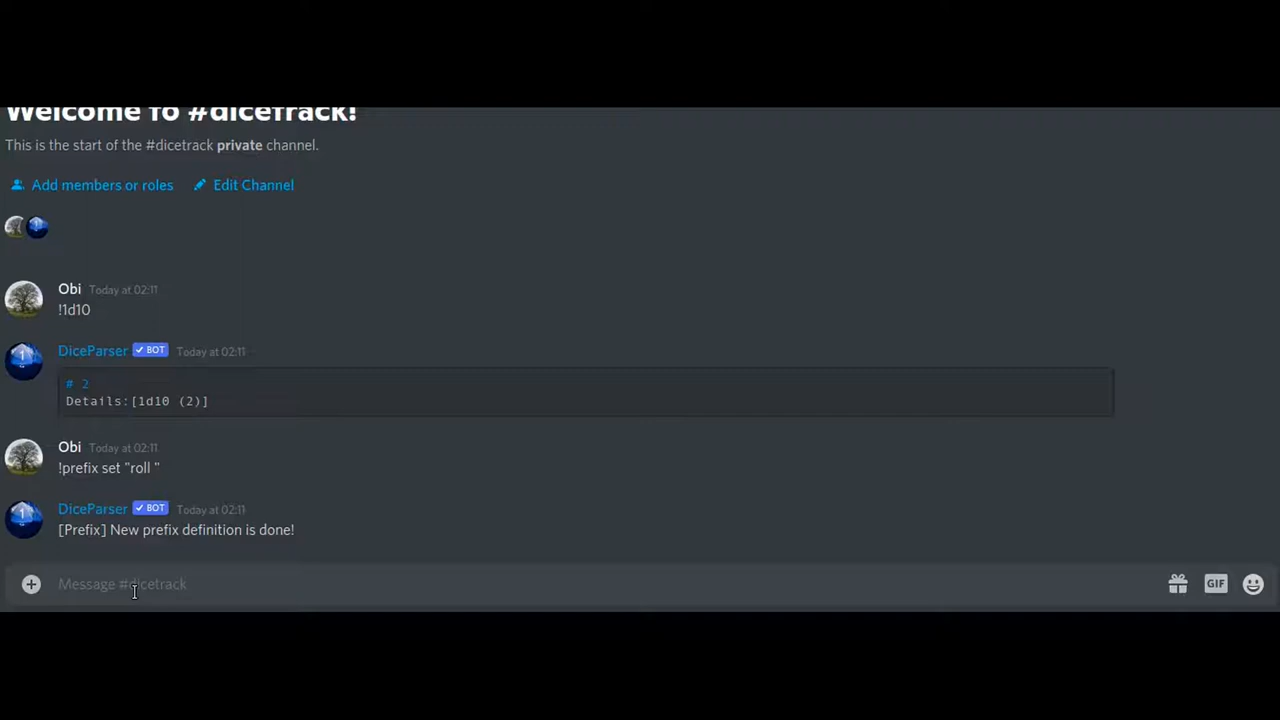 Welcome to #dicetrack!
This is the start of the #dicetrack private channel.
Add members or roles Edit Channel
Obi Today at 02:11
!1d10
DiceParser BOT Today at 02:11
# 2
Details:[1d10 (2)]
Obi Today at 02:11
!prefix set "roll "
DiceParser BOT Today at 02:11
[Prefix] New prefix definition is done!
Message #dicetrack GIF